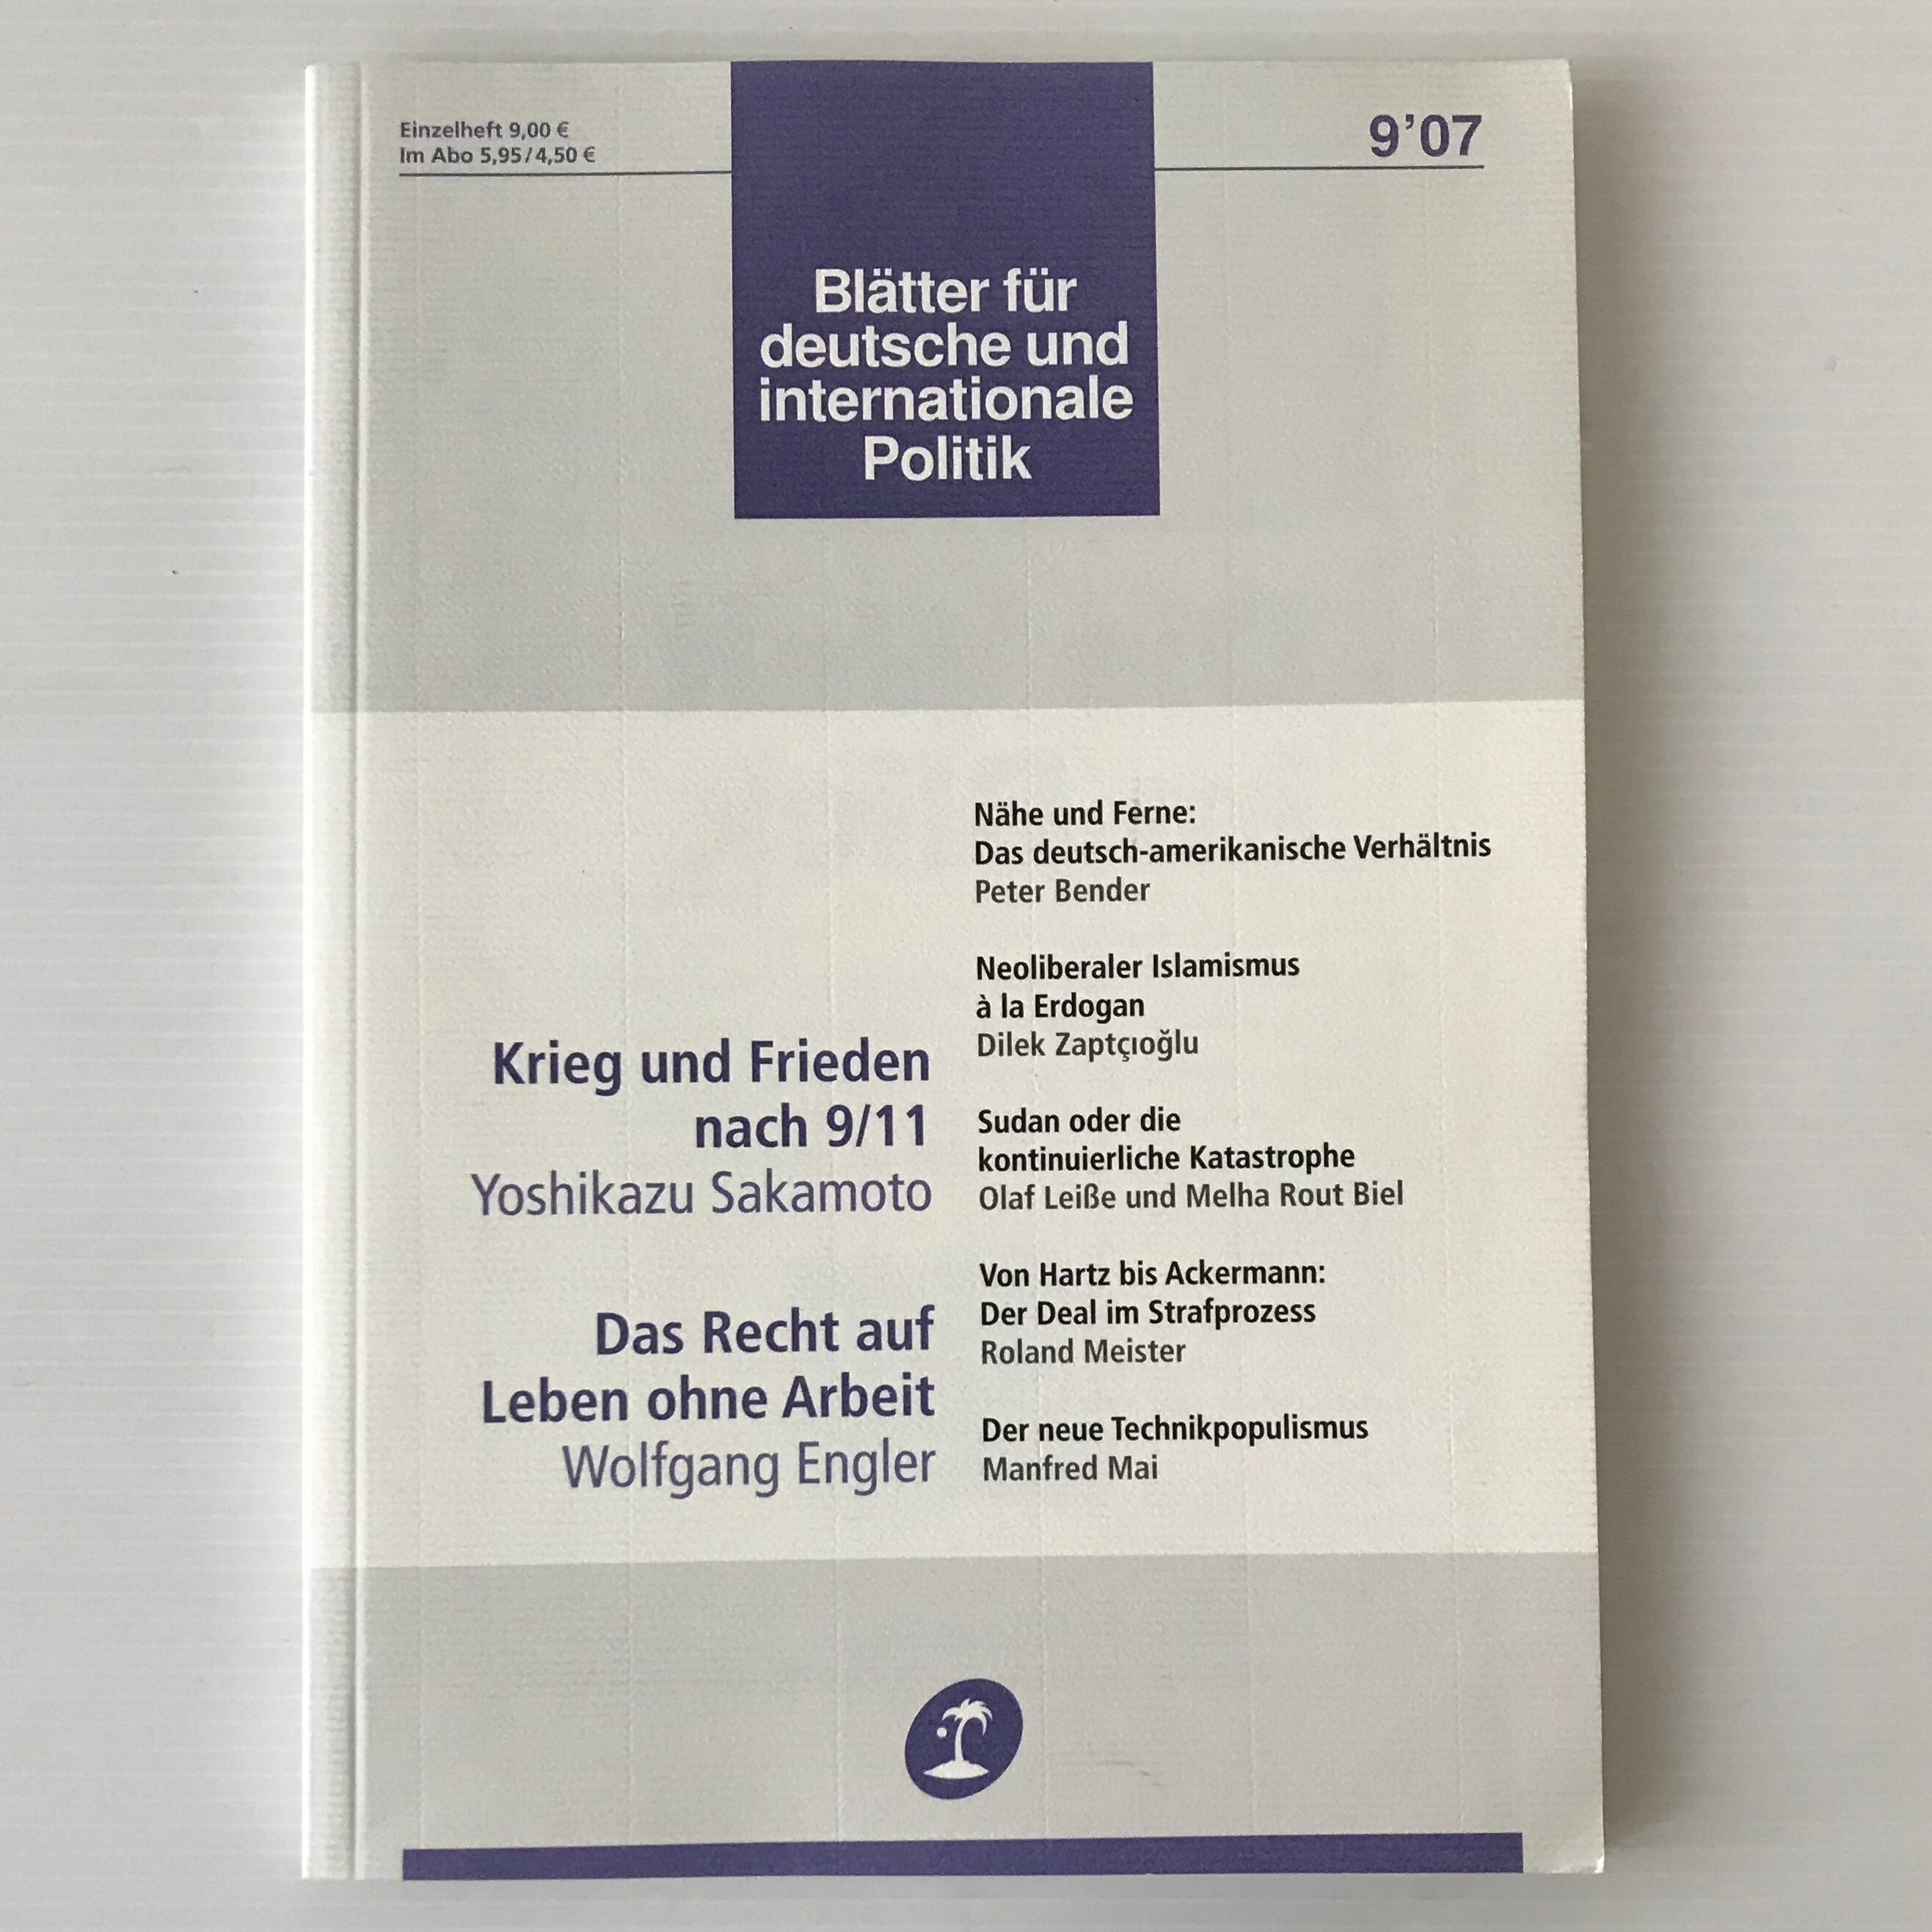 Einzelheft 9,00 €
Im Abo 5,95/4,50 €
9’07
Blätter für
deutsche und
internationale
Politik
Krieg und Frieden
nach 9/11
Yoshikazu Sakamoto
Das Recht auf
Leben ohne Arbeit
Wolfgang Engler
Nähe und Ferne:
Das deutsch-amerikanische Verhältnis
Peter Bender
Neoliberaler Islamismus
à la Erdogan
Dilek Zaptçıoğlu
Sudan oder die
kontinuierliche Katastrophe
Olaf Leiße und Melha Rout Biel
Von Hartz bis Ackermann:
Der Deal im Strafprozess
Roland Meister
Der neue Technikpopulismus
Manfred Mai